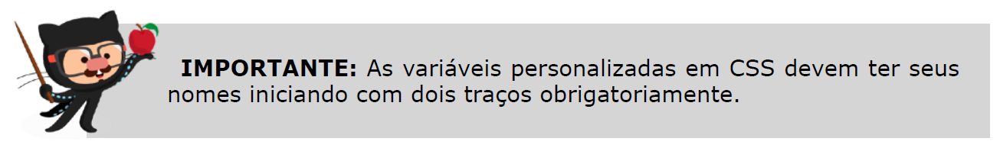 IMPORTANTE: As variáveis personalizadas em CSS devem ter seus
nomes iniciando com dois traços obrigatoriamente.